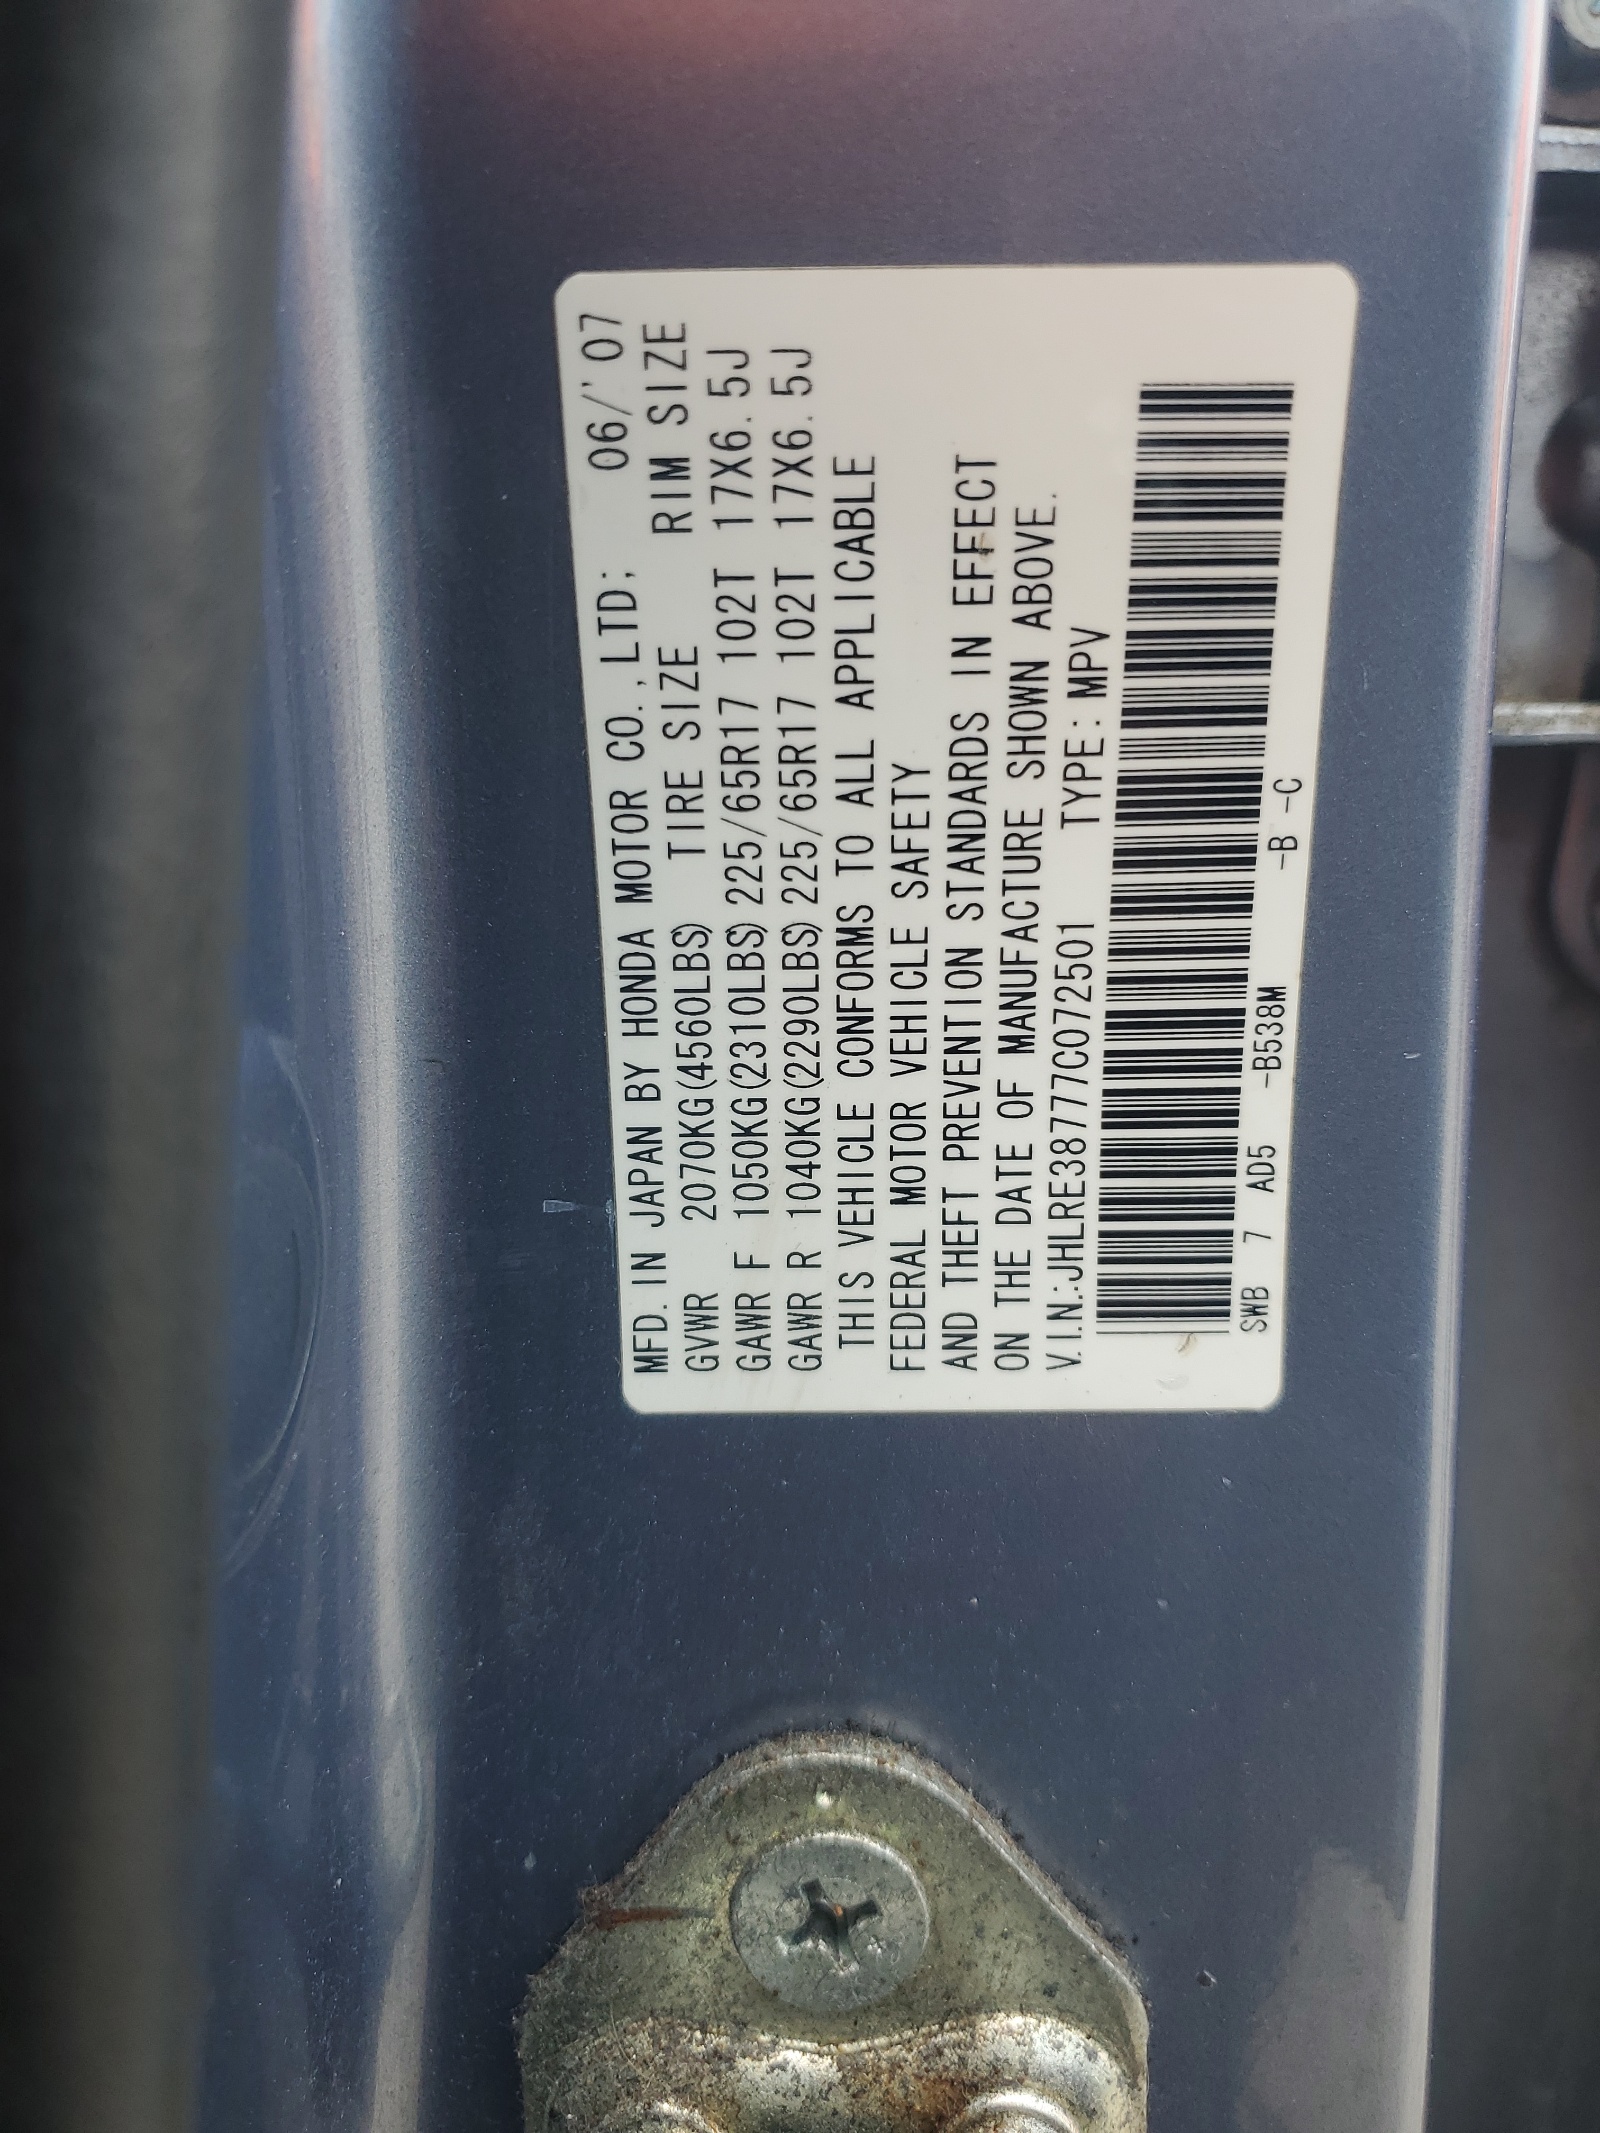 MFD. IN JAPAN BY HONDA MOTOR CO.,LTD; 06/'07
GVWR 2070KG(4560LBS) TIRE SIZE RIM SIZE
GAWR F 1050KG(2310LBS) 225/65R17 102T 17X6.5J
GAWR R 1040KG(2290LBS) 225/65R17 102T 17X6.5J
THIS VEHICLE CONFORMS TO ALL APPLICABLE
FEDERAL MOTOR VEHICLE SAFETY
AND THEFT PREVENTION STANDARDS IN EFFECT
ON THE DATE OF MANUFACTURE SHOWN ABOVE.
V.I.N.:JHLRE38777C072501 TYPE:MPV
SWB 7 AD5 -B538M -B -C